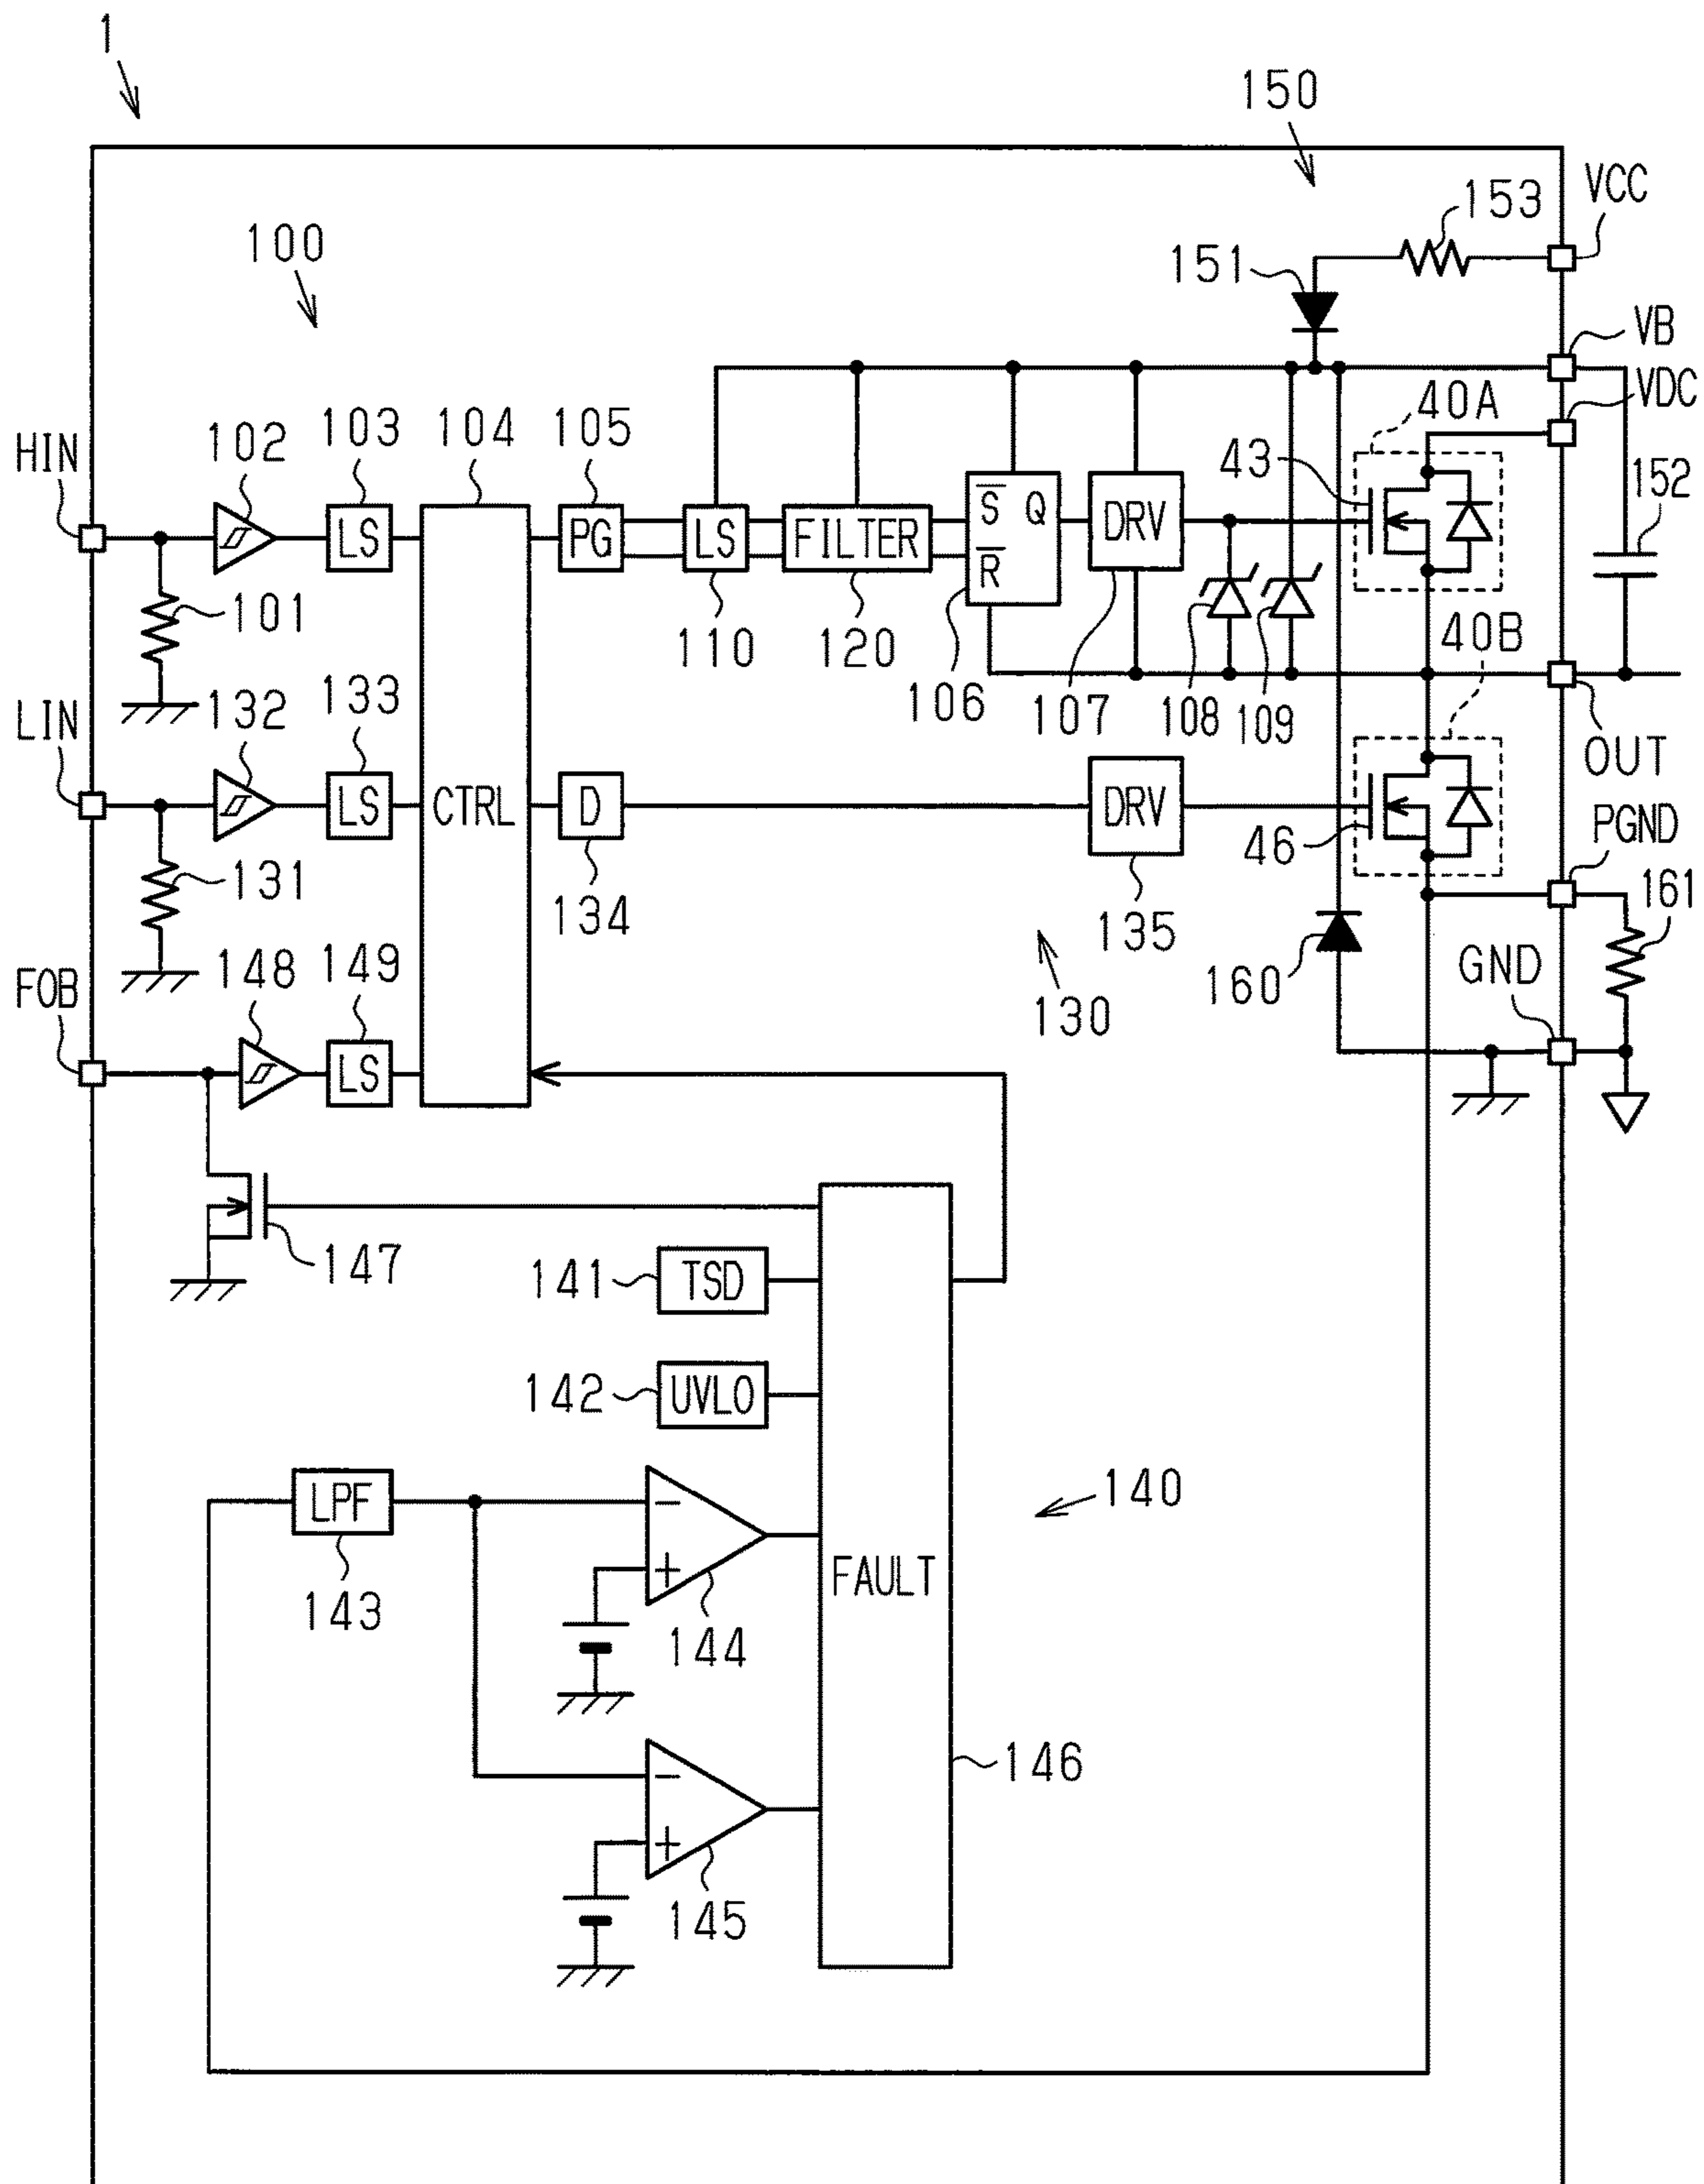 1
150
VCC
153
100
151
VB
VDC
40A
HIN
102
103
104
105
43
152
LS
PG
LS
FILTER
S Q
R
DRV
101
110
120
106
107
108
109
40B
LIN
132
133
OUT
LS
CTRL
D
DRV
46
PGND
131
134
135
161
FOB
148
149
130
160
GND
LS
147
141
TSD
142
UVLO
LPF
−
140
143
+
144
FAULT
−
146
+
145